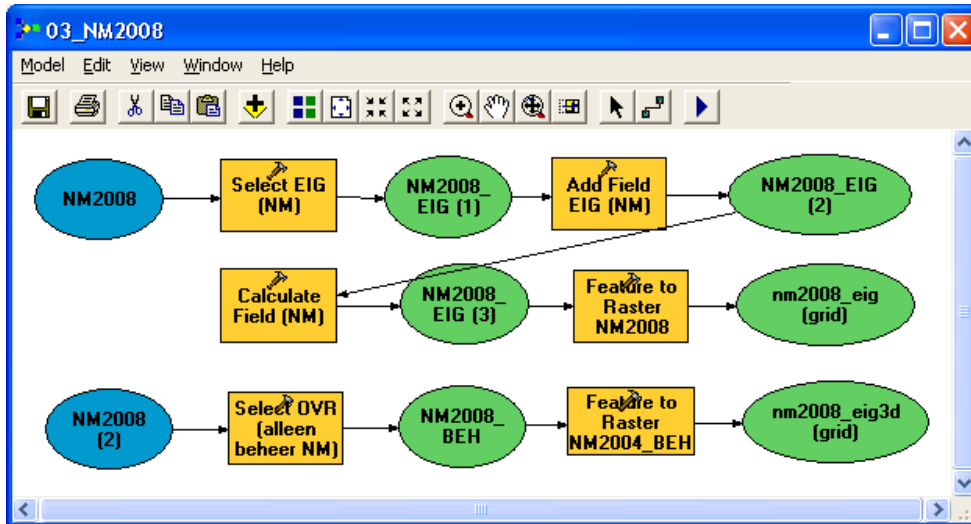 03_NM2008
Model Edit View Window Help
NM2008
Select EIG
(NM)
NM2008_
EIG (1)
Add Field
EIG (NM)
NM2008_EIG
(2)
Calculate
Field (NM)
NM2008_
EIG (3)
Feature to
Raster
NM2008
nm2008_eig
(grid)
NM2008
(2)
Select OVR
(alleen
beheer NM)
NM2008_
BEH
Feature to
Raster
NM2004_BEH
nm2008_eig3d
(grid)